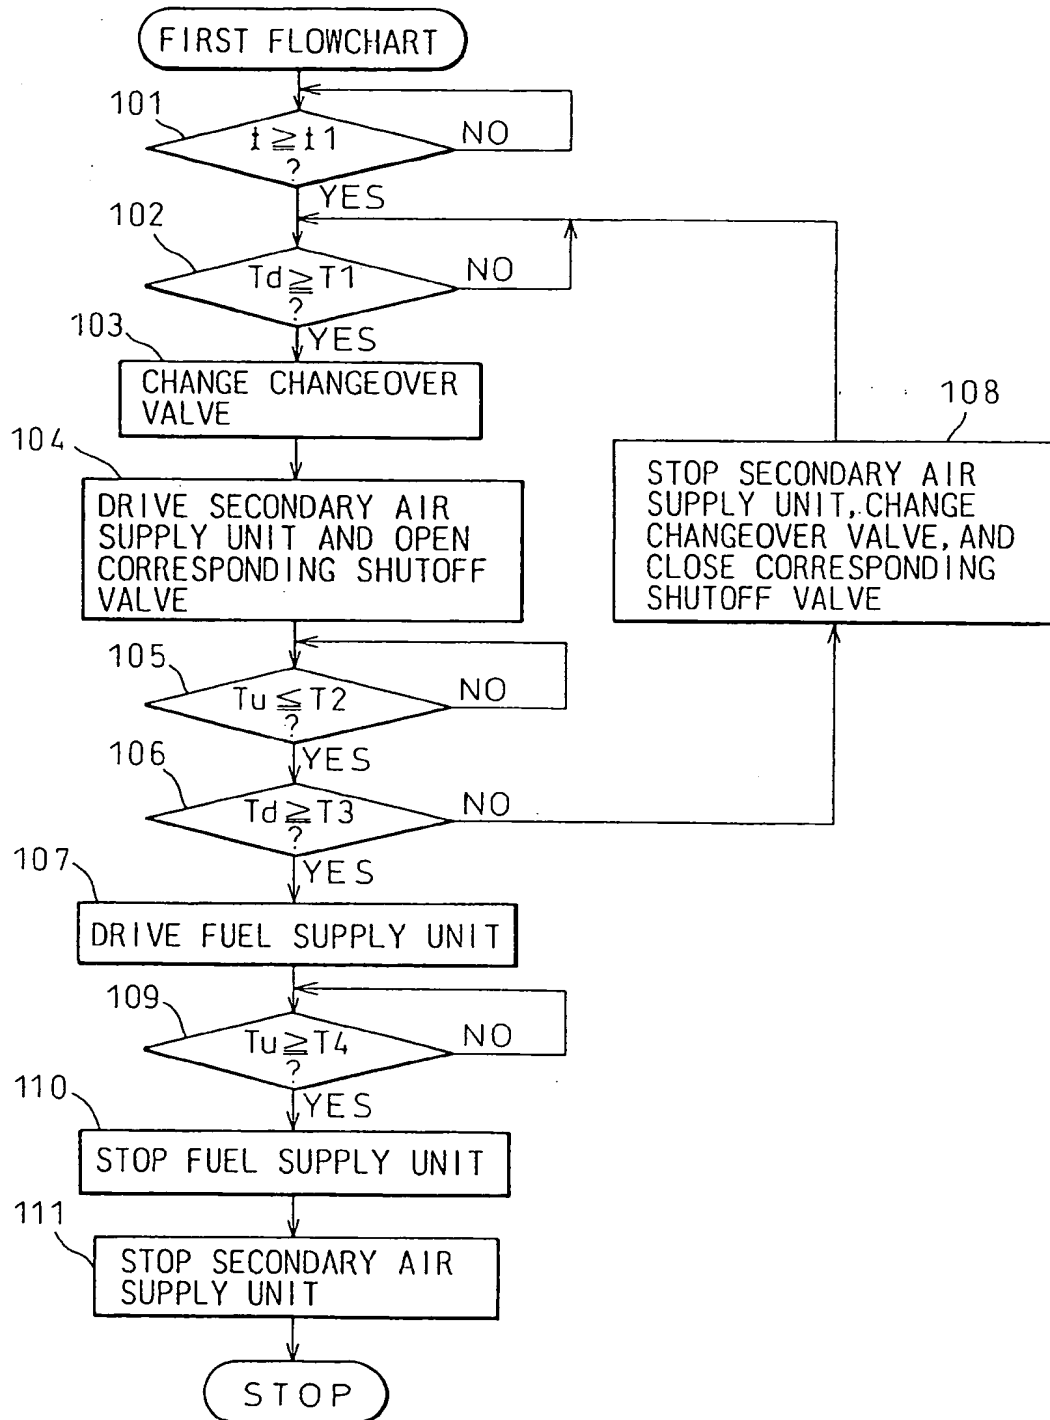 FIRST FLOWCHART
101
t ≧ t1
?
NO
YES
102
Td ≧ T1
?
NO
YES
103
CHANGE CHANGEOVER
VALVE
104
DRIVE SECONDARY AIR
SUPPLY UNIT AND OPEN
CORRESPONDING SHUTOFF
VALVE
108
STOP SECONDARY AIR
SUPPLY UNIT, CHANGE
CHANGEOVER VALVE, AND
CLOSE CORRESPONDING
SHUTOFF VALVE
105
Tu ≦ T2
?
NO
YES
106
Td ≧ T3
?
NO
YES
107
DRIVE FUEL SUPPLY UNIT
109
Tu ≧ T4
?
NO
YES
110
STOP FUEL SUPPLY UNIT
111
STOP SECONDARY AIR
SUPPLY UNIT
STOP